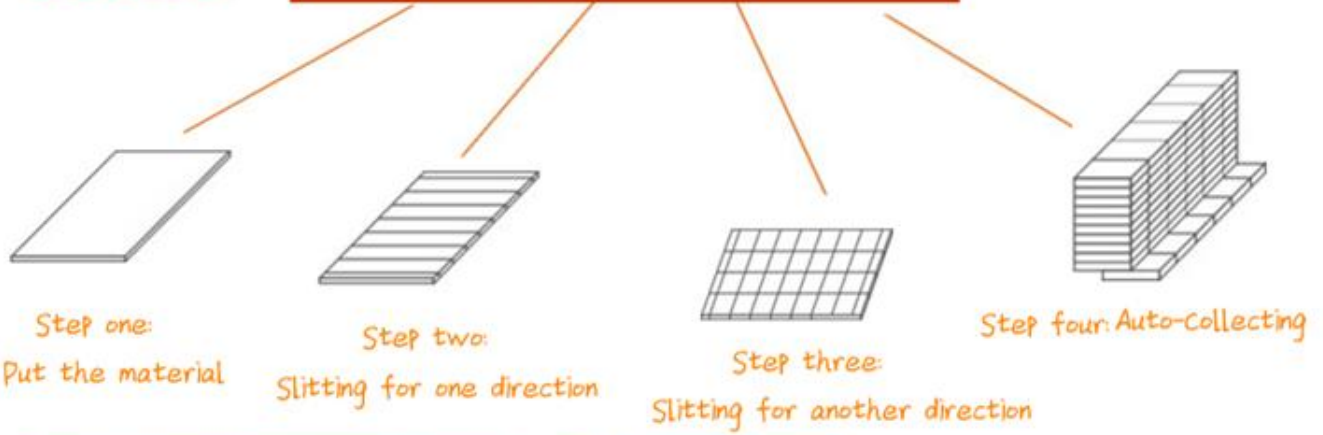 Step one:
Put the material
Step two:
Slitting for one direction
Step three:
Slitting for another direction
Step four: Auto-Collecting